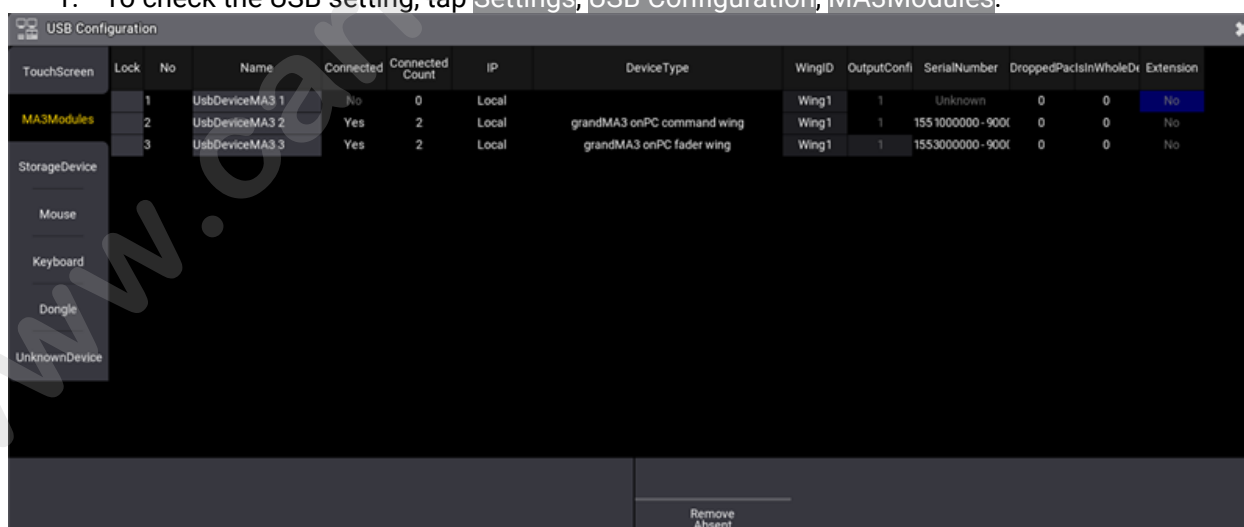 1. To check the USB setting, tap Settings, USB Configuration, MA3Modules.
USB Configuration
TouchScreen Lock No Name Connected Connected Count IP DeviceType WingID OutputConfi SerialNumber DroppedPacIsInWholeDe Extension
1 UsbDeviceMA3 1 No 0 Local Wing1 1 Unknown 0 0 No
MA3Modules
2 UsbDeviceMA3 2 Yes 2 Local grandMA3 onPC command wing Wing1 1 1551000000-900( 0 0 No
3 UsbDeviceMA3 3 Yes 2 Local grandMA3 onPC fader wing Wing1 1 1553000000-900( 0 0 No
StorageDevice
Mouse
Keyboard
Dongle
UnknownDevice
Remove
Absent